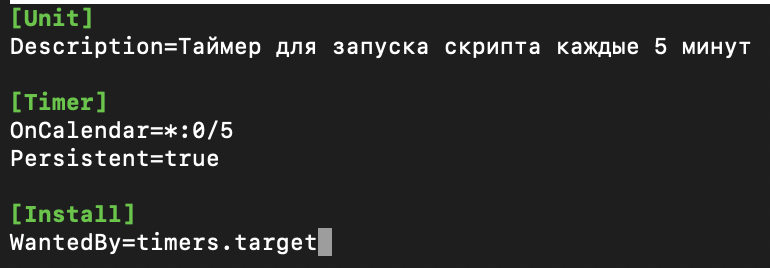 [Unit]
Description=Таймер для запуска скрипта каждые 5 минут
[Timer]
OnCalendar=*:0/5
Persistent=true
[Install]
WantedBy=timers.target